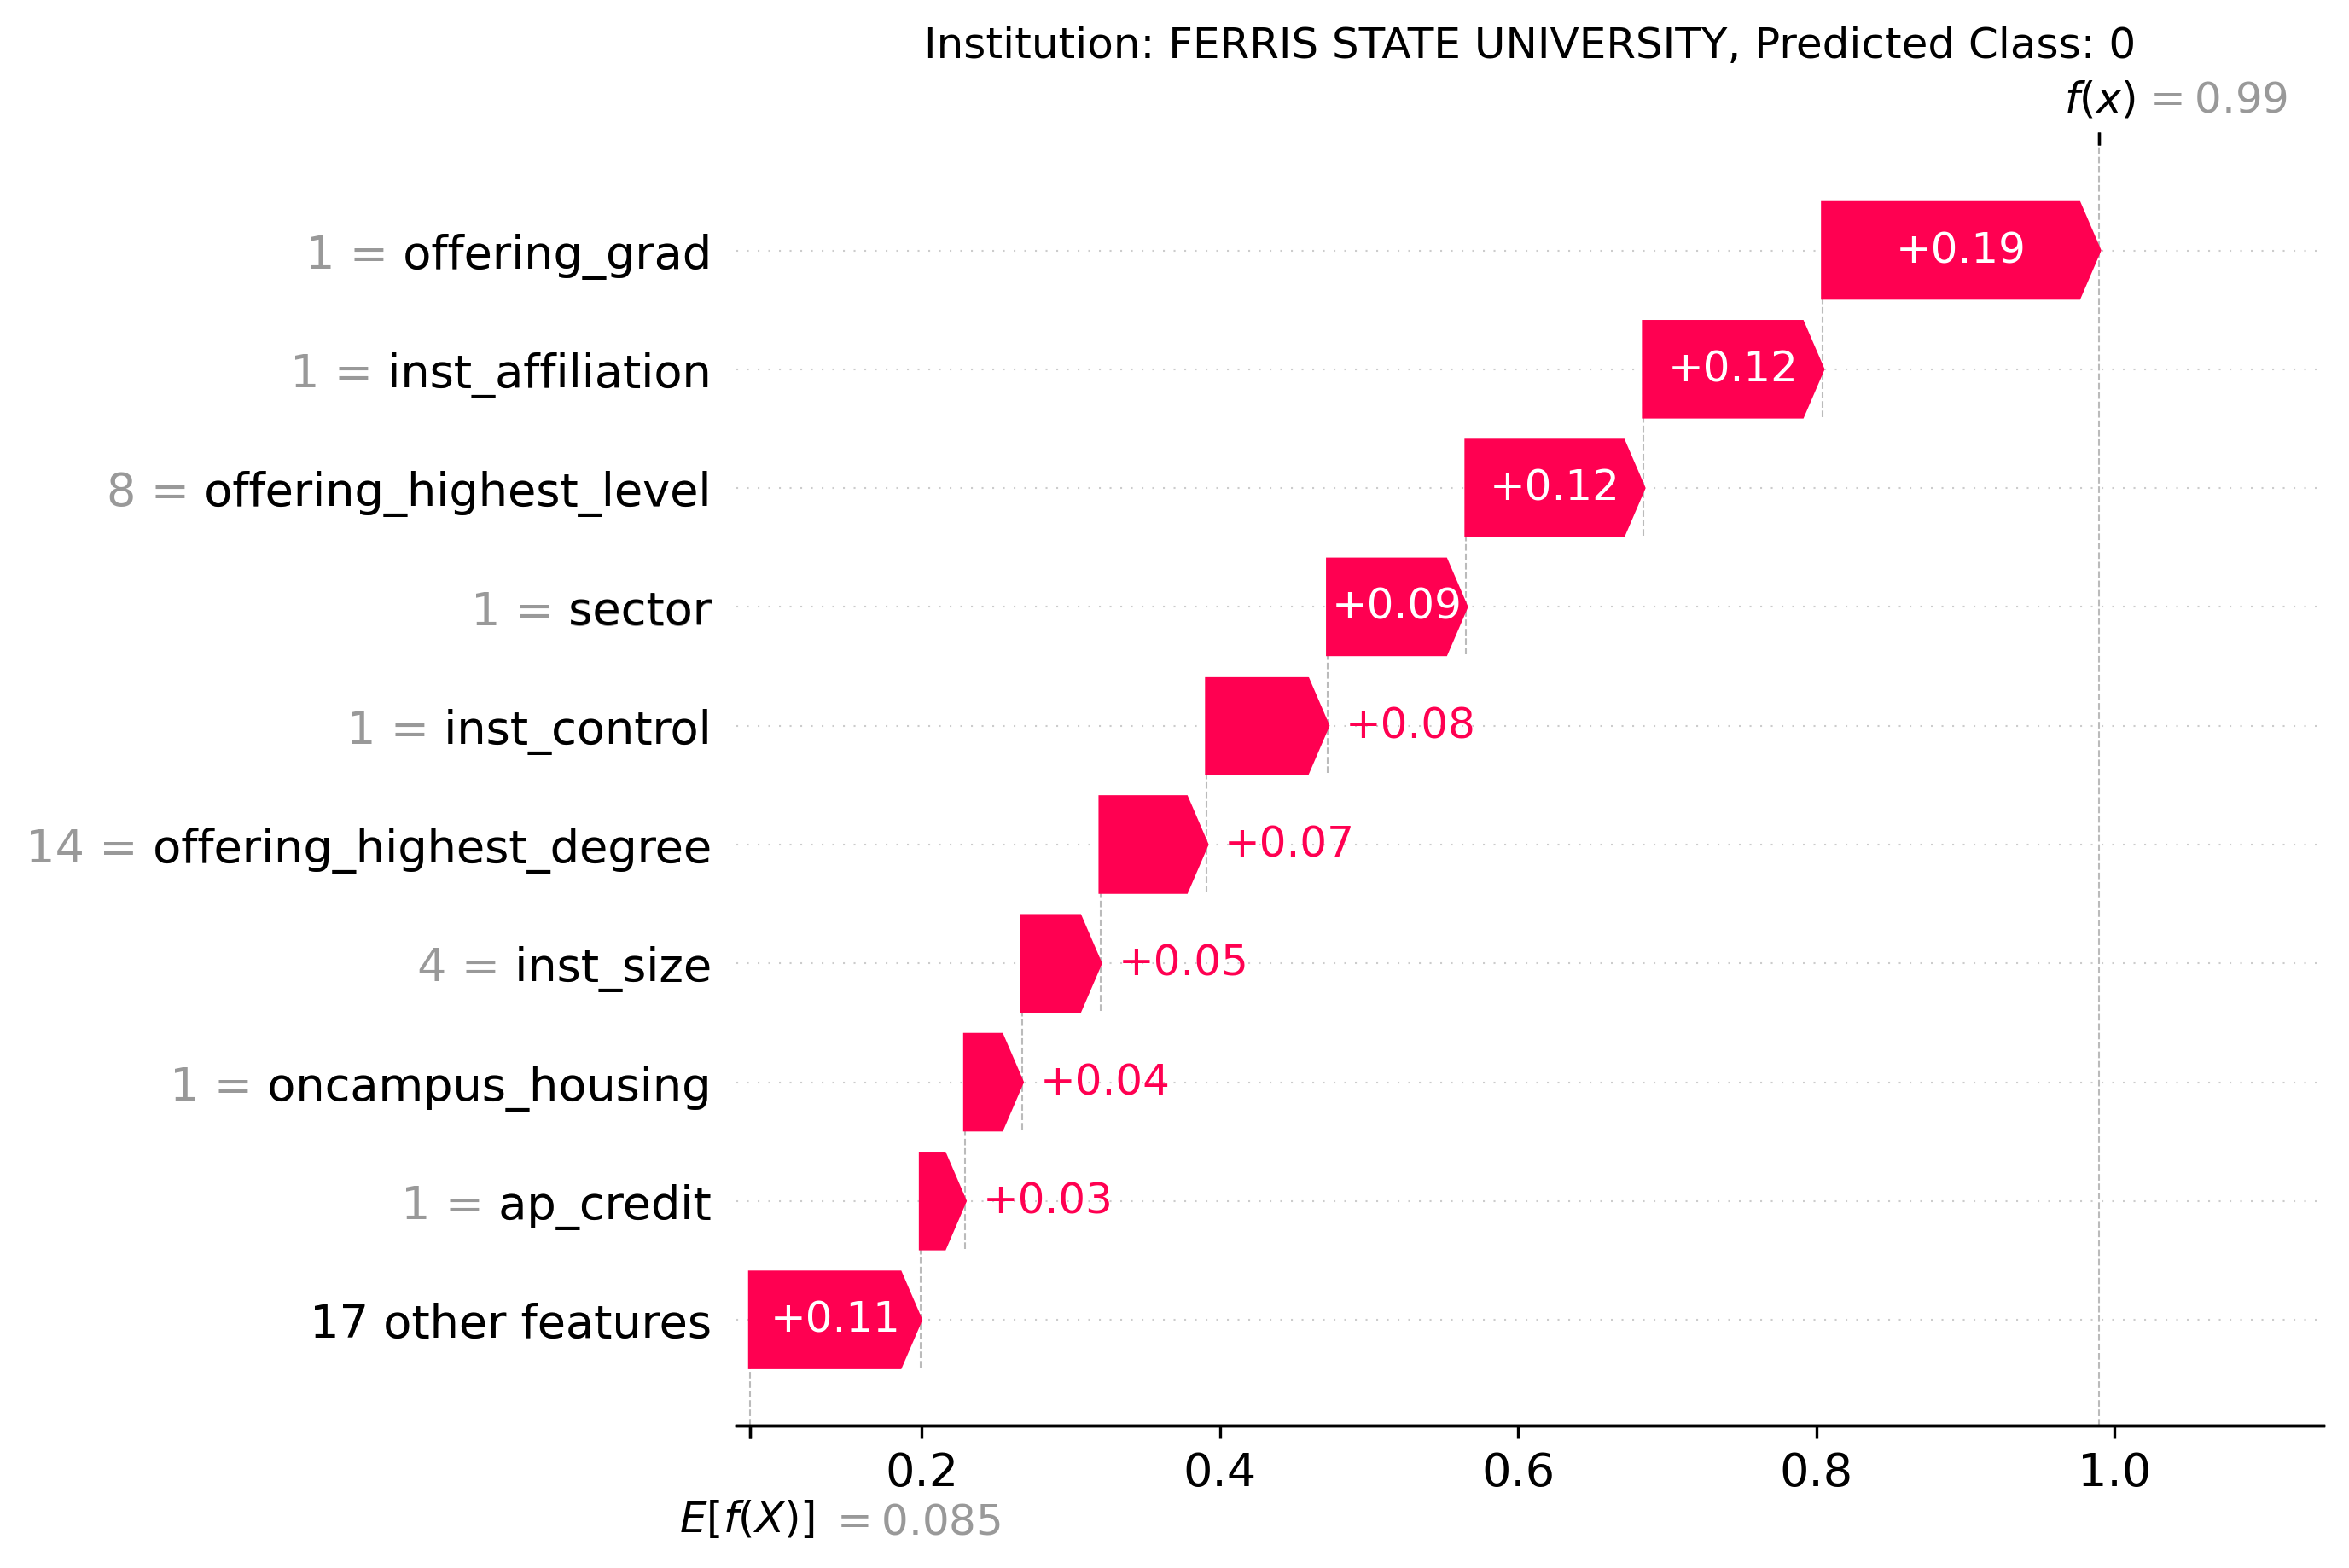 Institution: FERRIS STATE UNIVERSITY, Predicted Class: 0
f(x) = 0.99
1 = offering_grad +0.19
1 = inst_affiliation +0.12
8 = offering_highest_level +0.12
1 = sector +0.09
1 = inst_control +0.08
14 = offering_highest_degree +0.07
4 = inst_size +0.05
1 = oncampus_housing +0.04
1 = ap_credit +0.03
17 other features +0.11
0.2 0.4 0.6 0.8 1.0
E[f(X)] = 0.085